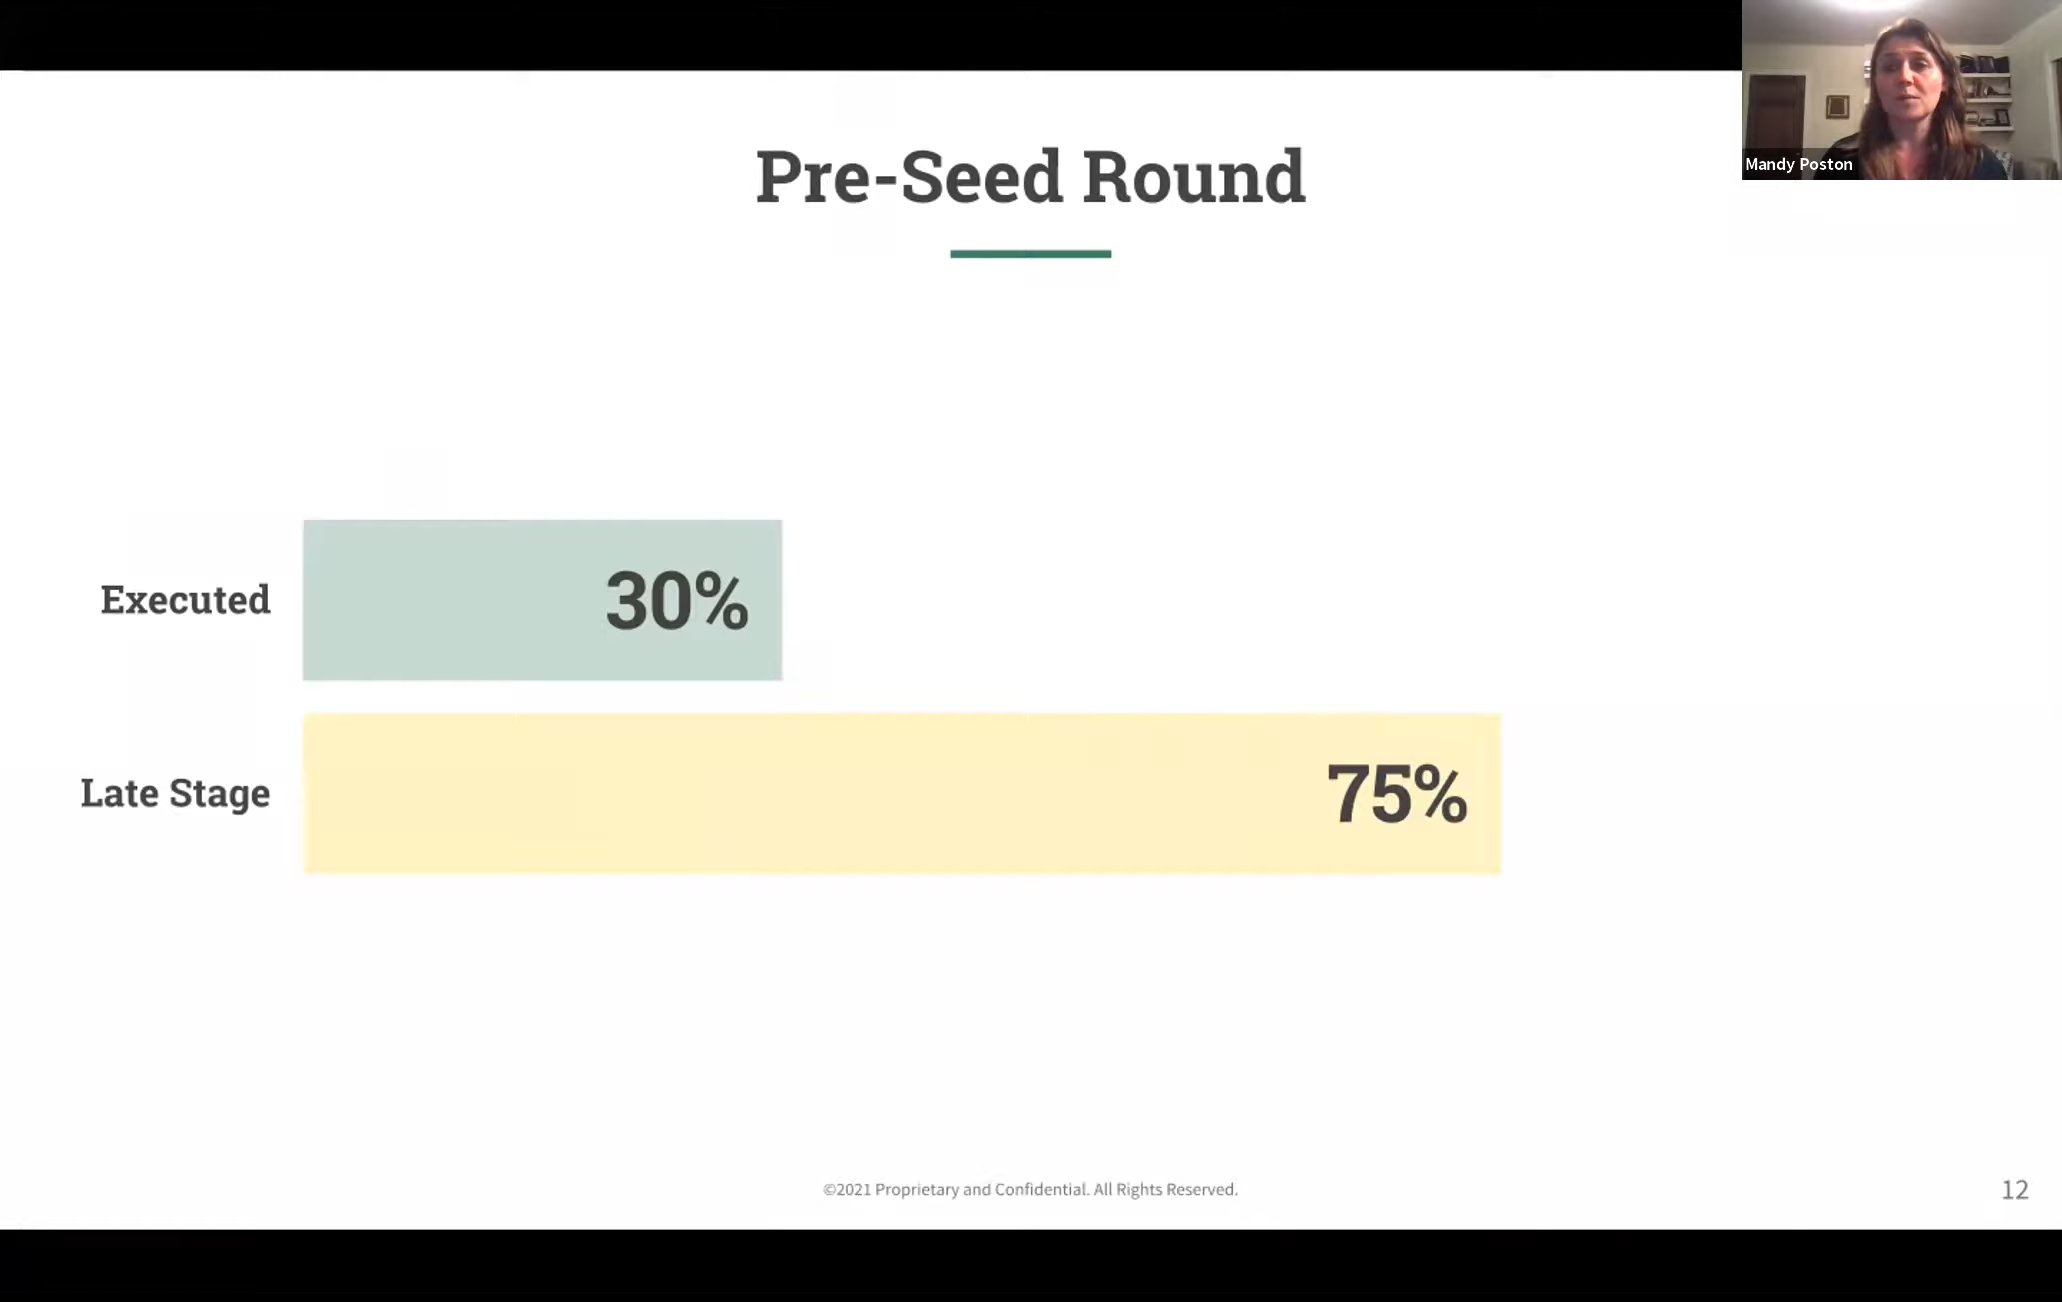 Mandy Poston
Pre-Seed Round
Executed
30%
Late Stage
75%
©2021 Proprietary and Confidential. All Rights Reserved.
12